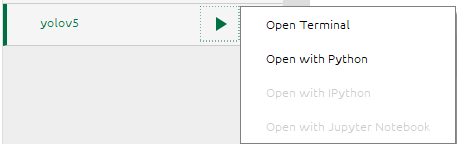 yolov5
Open Terminal
Open with Python
Open with IPython
Open with Jupyter Notebook